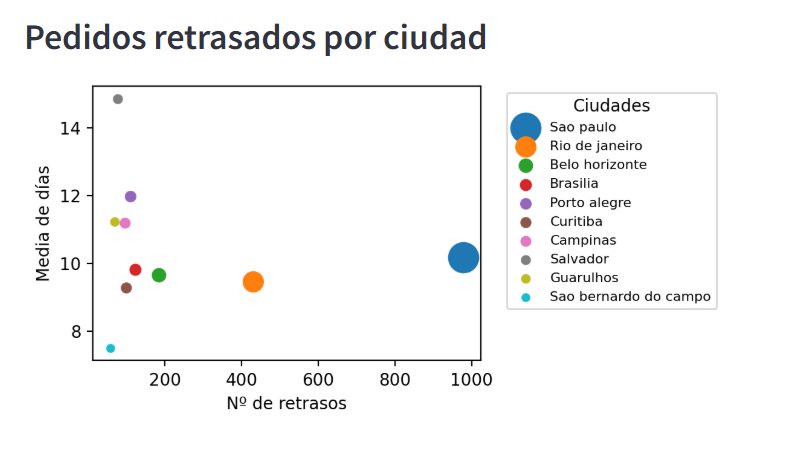 Pedidos retrasados por ciudad
Media de días
14
12
10
8
200
400
600
800
1000
Nº de retrasos
Ciudades
Sao paulo
Rio de janeiro
Belo horizonte
Brasilia
Porto alegre
Curitiba
Campinas
Salvador
Guarulhos
Sao bernardo do campo